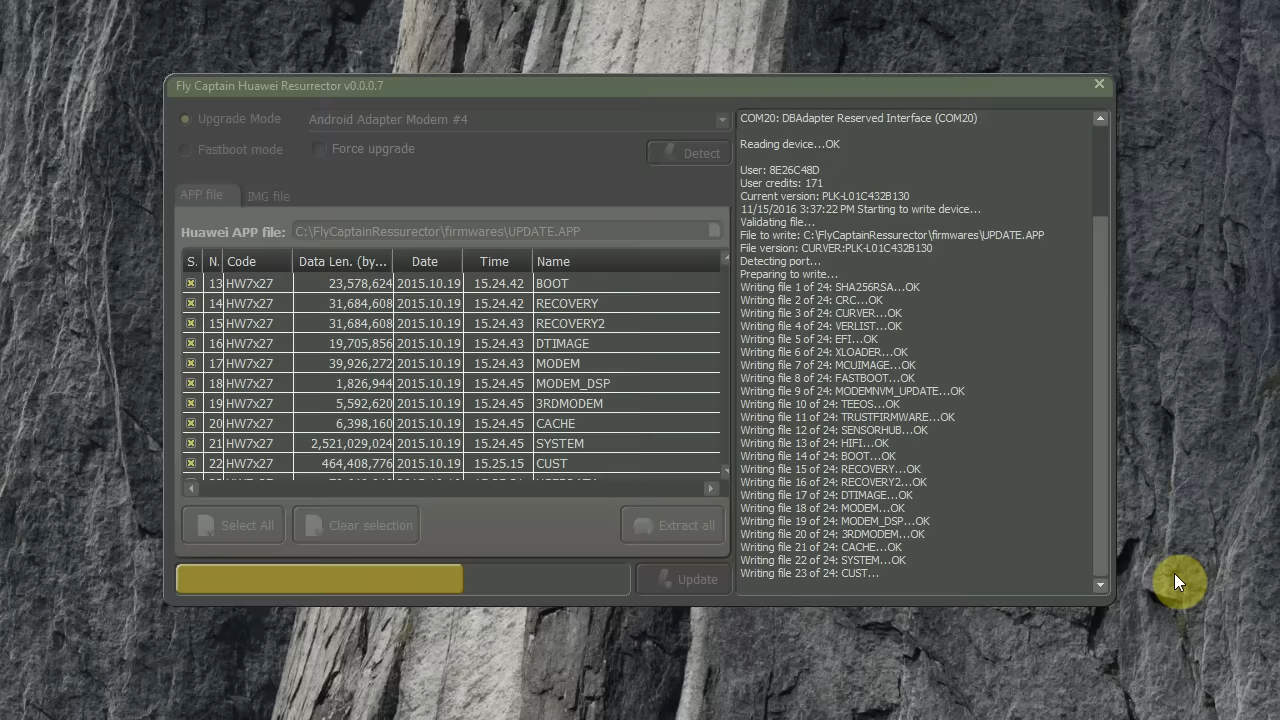 Fly Captain Huawei Resurrector v0.0.0.7
Upgrade Mode
Android Adapter Modem #4
Fastboot mode
Force upgrade
Detect
APP file
IMG file
Huawei APP file:
C:\FlyCaptainRessurector\firmwares\UPDATE.APP
S. N. Code Data Len. (by... Date Time Name
13 HW7x27 23,578,624 2015.10.19 15.24.42 BOOT
14 HW7x27 31,684,608 2015.10.19 15.24.42 RECOVERY
15 HW7x27 31,684,608 2015.10.19 15.24.43 RECOVERY2
16 HW7x27 19,705,856 2015.10.19 15.24.43 DTIMAGE
17 HW7x27 39,926,272 2015.10.19 15.24.43 MODEM
18 HW7x27 1,826,944 2015.10.19 15.24.45 MODEM_DSP
19 HW7x27 5,592,620 2015.10.19 15.24.45 3RDMODEM
20 HW7x27 6,398,160 2015.10.19 15.24.45 CACHE
21 HW7x27 2,521,029,024 2015.10.19 15.24.45 SYSTEM
22 HW7x27 464,408,776 2015.10.19 15.25.15 CUST
Select All
Clear selection
Extract all
Update
COM20: DBAdapter Reserved Interface (COM20)
Reading device...OK
User: 8E26C48D
User credits: 171
Current version: PLK-L01C432B130
11/15/2016 3:37:22 PM Starting to write device...
Validating file...
File to write: C:\FlyCaptainRessurector\firmwares\UPDATE.APP
File version: CURVER:PLK-L01C432B130
Detecting port...
Preparing to write...
Writing file 1 of 24: SHA256RSA...OK
Writing file 2 of 24: CRC...OK
Writing file 3 of 24: CURVER...OK
Writing file 4 of 24: VERLIST...OK
Writing file 5 of 24: EFI...OK
Writing file 6 of 24: XLOADER...OK
Writing file 7 of 24: MCUIMAGE...OK
Writing file 8 of 24: FASTBOOT...OK
Writing file 9 of 24: MODEMNVM_UPDATE...OK
Writing file 10 of 24: TEEOS...OK
Writing file 11 of 24: TRUSTFIRMWARE...OK
Writing file 12 of 24: SENSORHUB...OK
Writing file 13 of 24: HIFI...OK
Writing file 14 of 24: BOOT...OK
Writing file 15 of 24: RECOVERY...OK
Writing file 16 of 24: RECOVERY2...OK
Writing file 17 of 24: DTIMAGE...OK
Writing file 18 of 24: MODEM...OK
Writing file 19 of 24: MODEM_DSP...OK
Writing file 20 of 24: 3RDMODEM...OK
Writing file 21 of 24: CACHE...OK
Writing file 22 of 24: SYSTEM...OK
Writing file 23 of 24: CUST...